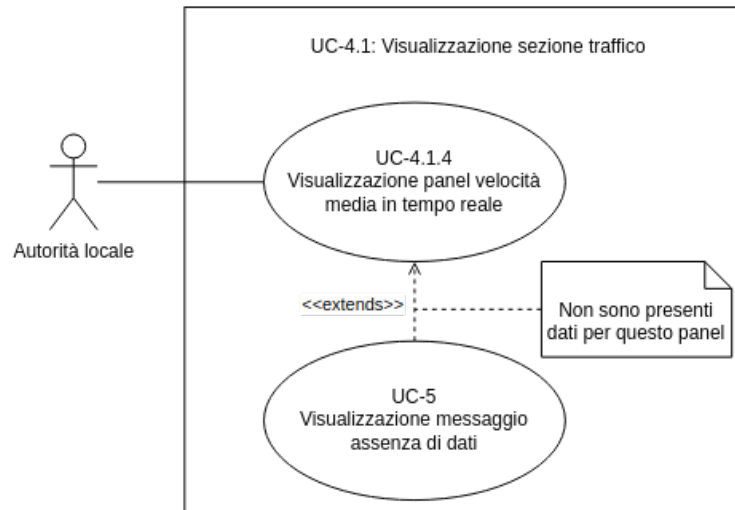 UC-4.1: Visualizzazione sezione traffico
UC-4.1.4
Visualizzazione panel velocità
media in tempo reale
Autorità locale
<<extends>>
Non sono presenti
dati per questo panel
UC-5
Visualizzazione messaggio
assenza di dati